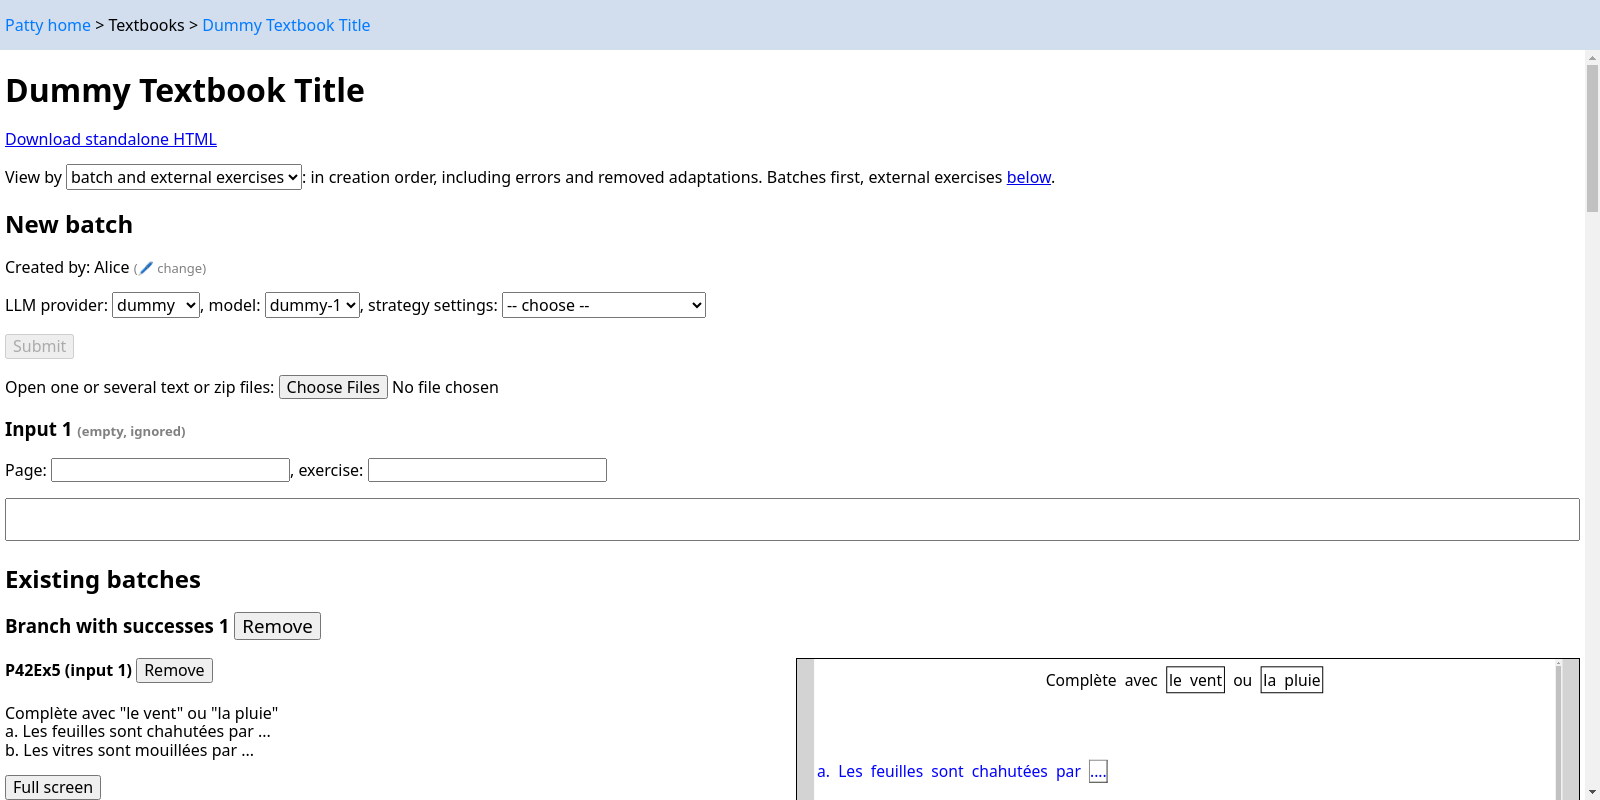 Patty home > Textbooks > Dummy Textbook Title
Dummy Textbook Title
Download standalone HTML
View by batch and external exercises : in creation order, including errors and removed adaptations. Batches first, external exercises below.
New batch
Created by: Alice (🖊️ change)
LLM provider: dummy , model: dummy-1 , strategy settings: -- choose --
Submit
Open one or several text or zip files: Choose Files No file chosen
Input 1 (empty, ignored)
Page: , exercise:
Existing batches
Branch with successes 1 Remove
P42Ex5 (input 1) Remove
Complète avec "le vent" ou "la pluie"
a. Les feuilles sont chahutées par ...
b. Les vitres sont mouillées par ...
Full screen
Complète avec le vent ou la pluie
a. Les feuilles sont chahutées par ....